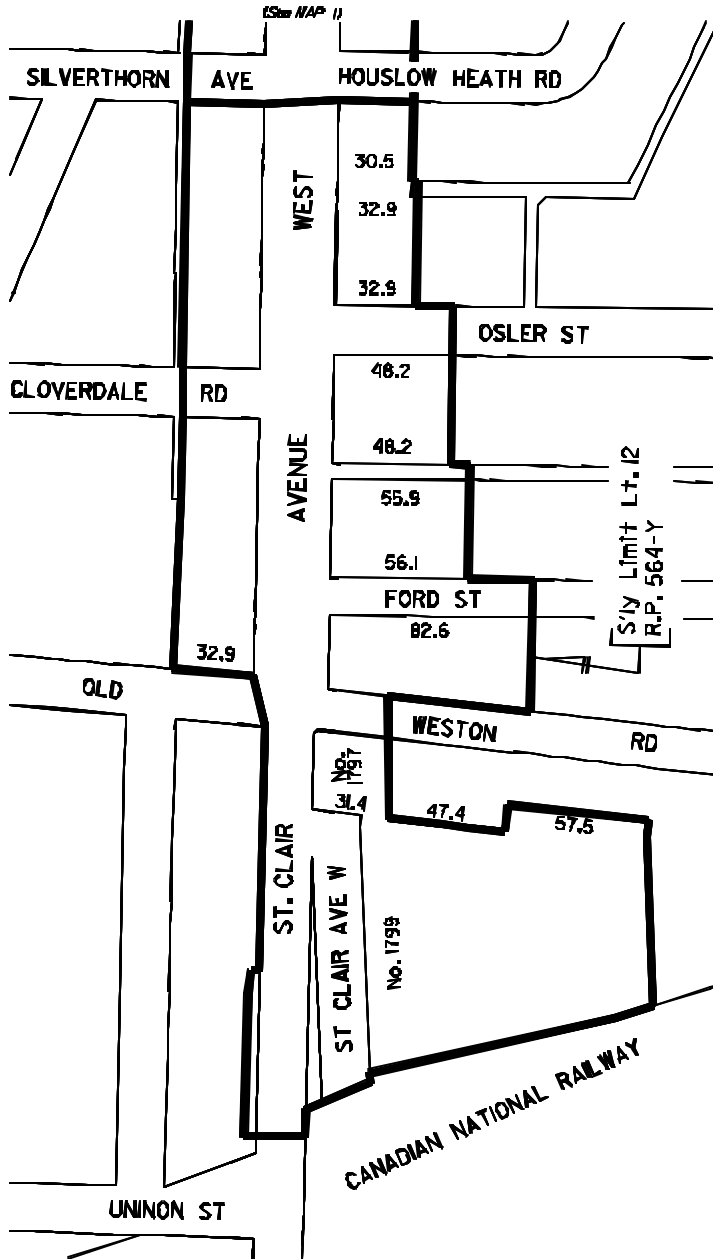 (See MAP 1)
SILVERTHORN AVE HOUSLOW HEATH RD
WEST
30.5
32.9
32.9
OSLER ST
48.2
CLOVERDALE RD
48.2
AVENUE
55.9
56.1
S'ly Limit Lt. 12
R.P. 564-Y
FORD ST
82.6
32.9
OLD WESTON RD
No. 1797
31.4
47.4
57.5
ST. CLAIR
ST CLAIR AVE W
No. 1799
CANADIAN NATIONAL RAILWAY
UNINON ST